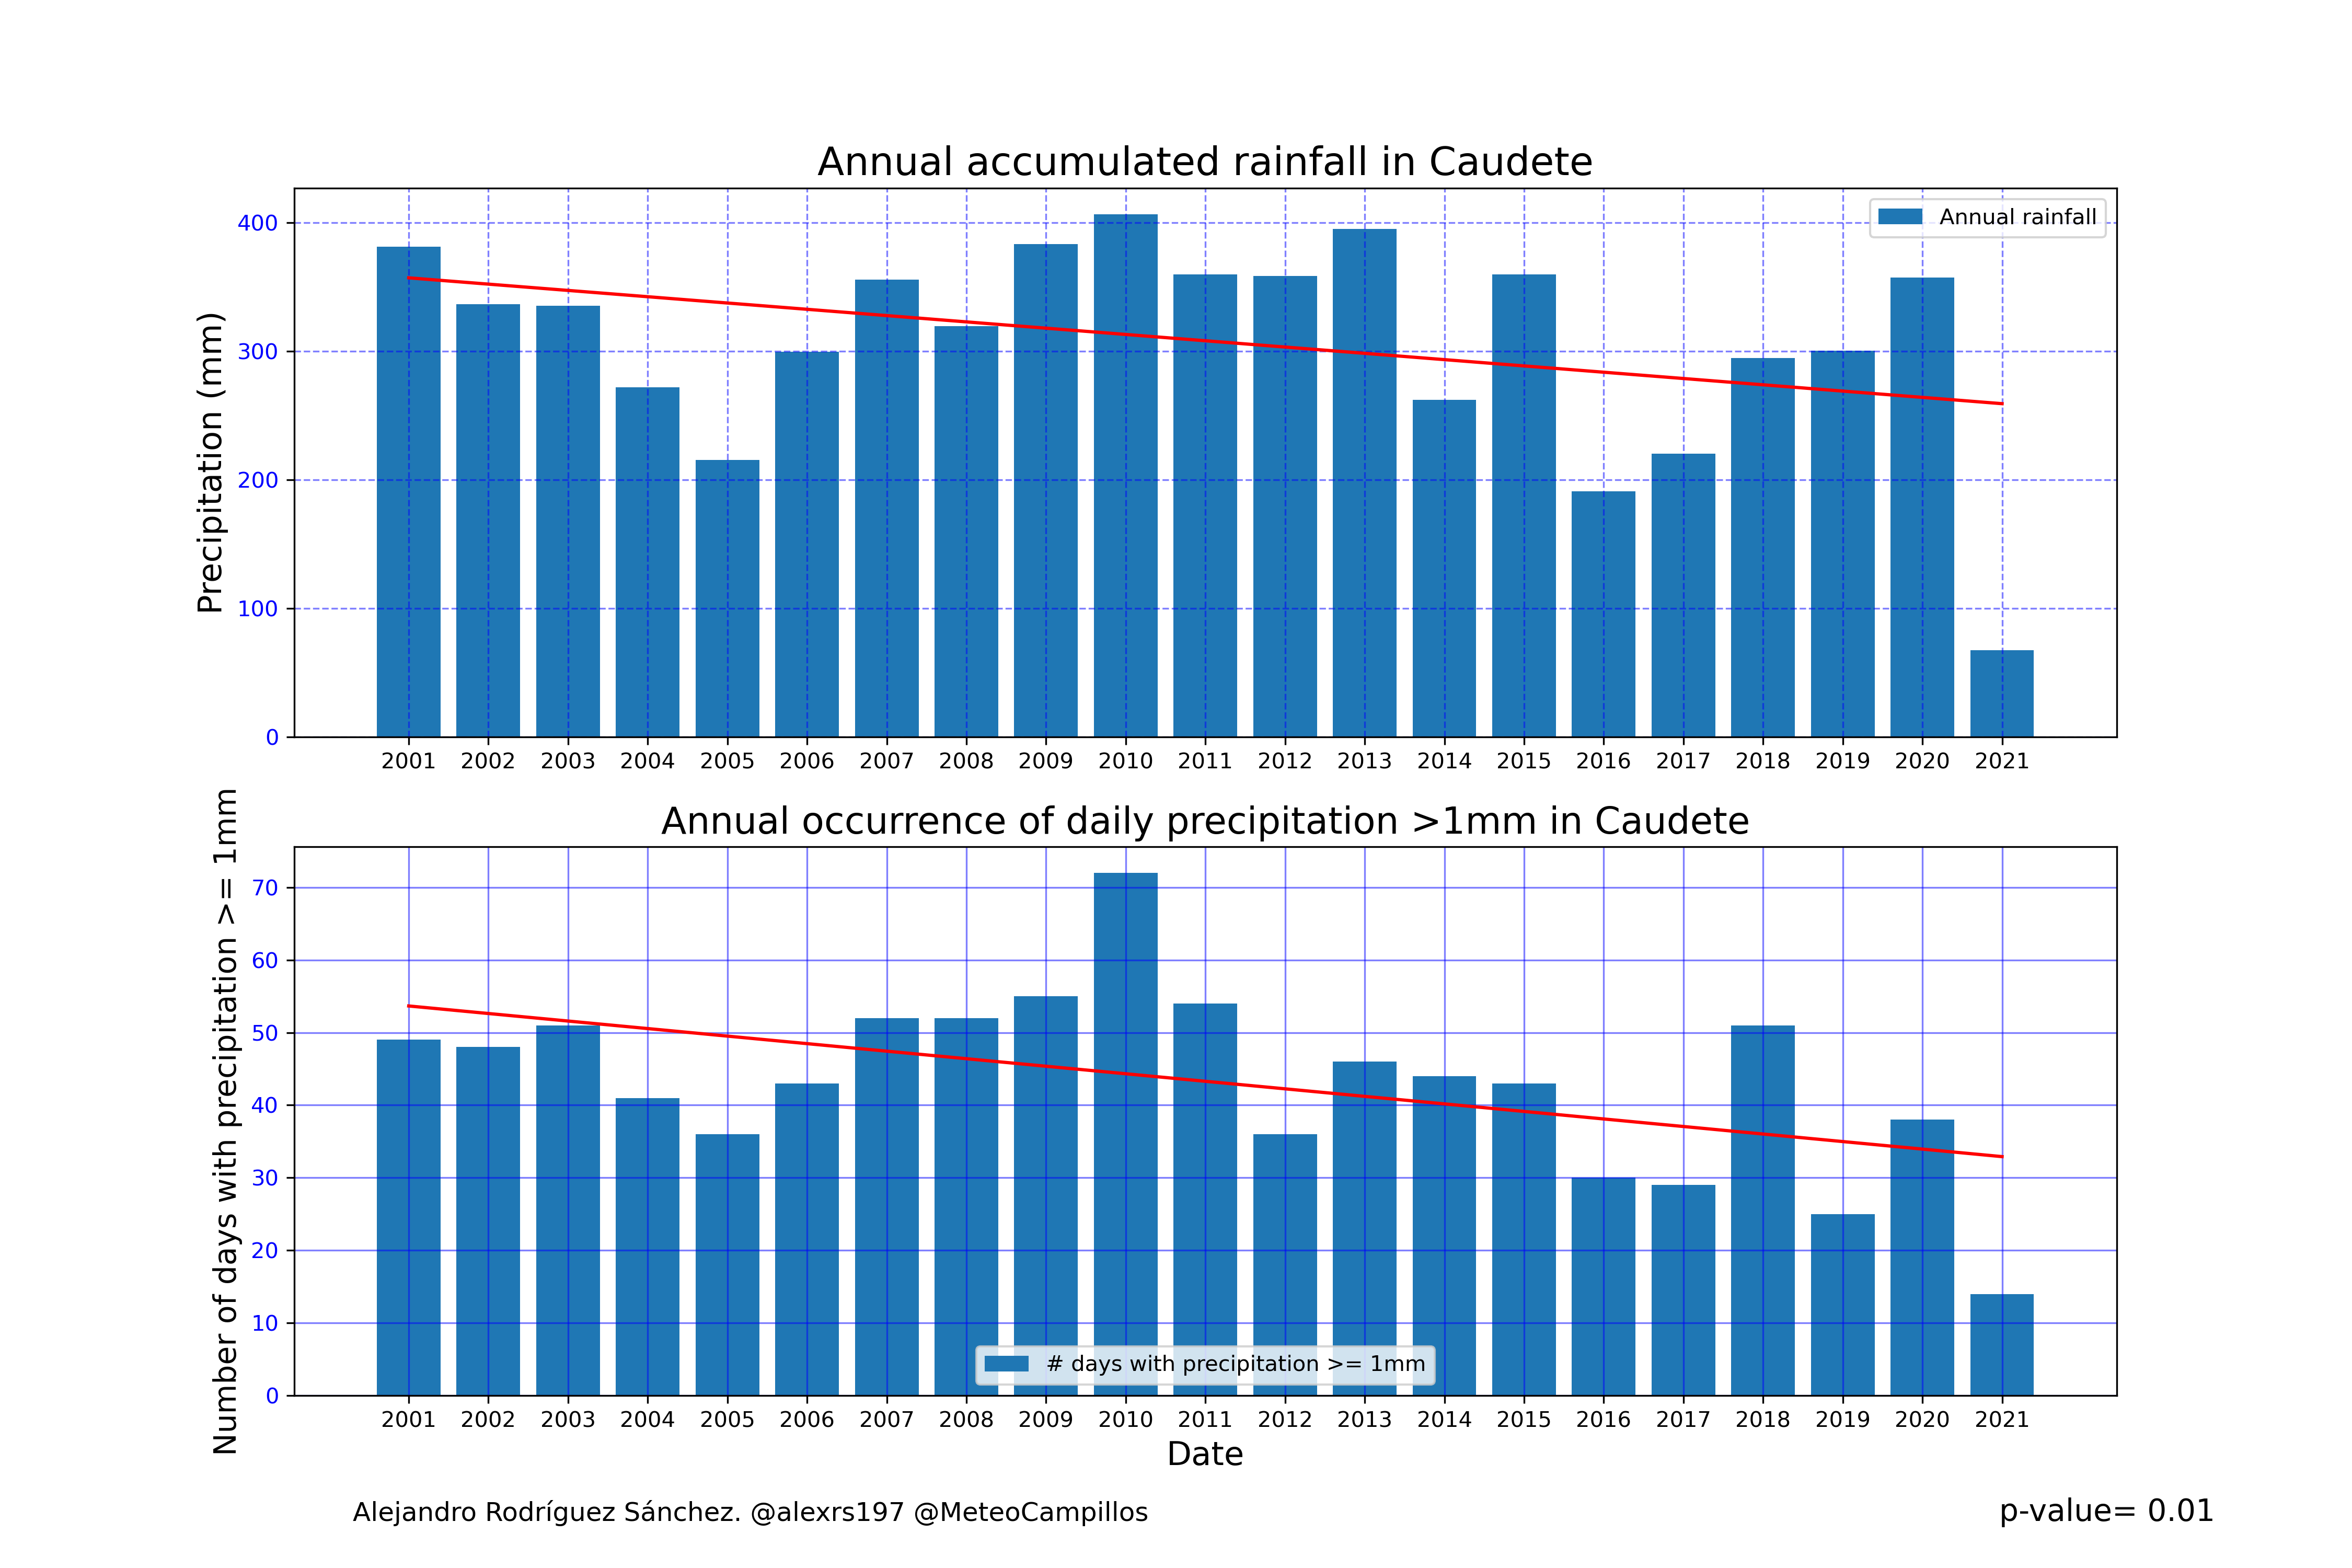 Annual accumulated rainfall in Caudete
Precipitation (mm)
400
300
200
100
0
Annual rainfall
2001 2002 2003 2004 2005 2006 2007 2008 2009 2010 2011 2012 2013 2014 2015 2016 2017 2018 2019 2020 2021
Annual occurrence of daily precipitation >1mm in Caudete
Number of days with precipitation >= 1mm
70
60
50
40
30
20
10
0
# days with precipitation >= 1mm
2001 2002 2003 2004 2005 2006 2007 2008 2009 2010 2011 2012 2013 2014 2015 2016 2017 2018 2019 2020 2021
Date
Alejandro Rodríguez Sánchez. @alexrs197 @MeteoCampillos
p-value= 0.01